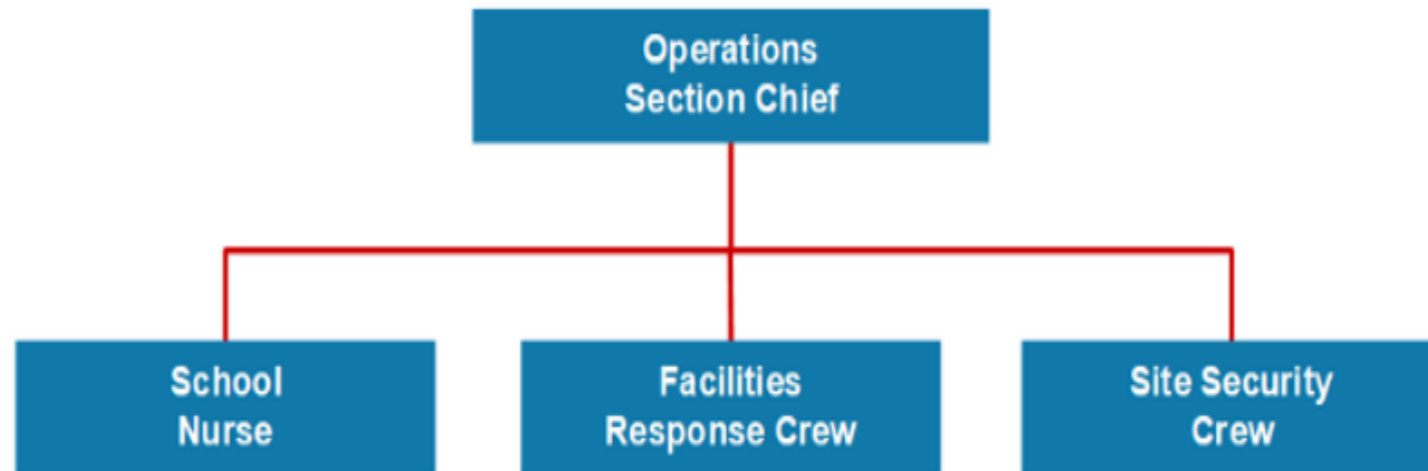 Operations
Section Chief
School
Nurse
Facilities
Response Crew
Site Security
Crew